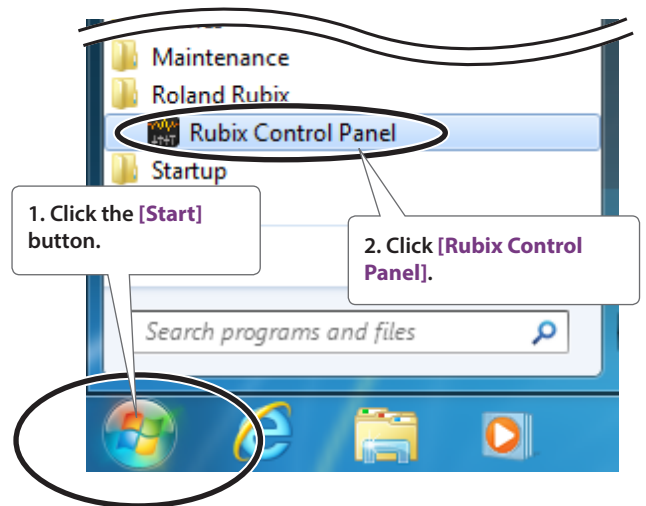 Maintenance
Roland Rubix
Rubix Control Panel
Startup
1. Click the [Start]
button.
2. Click [Rubix Control
Panel].
Search programs and files